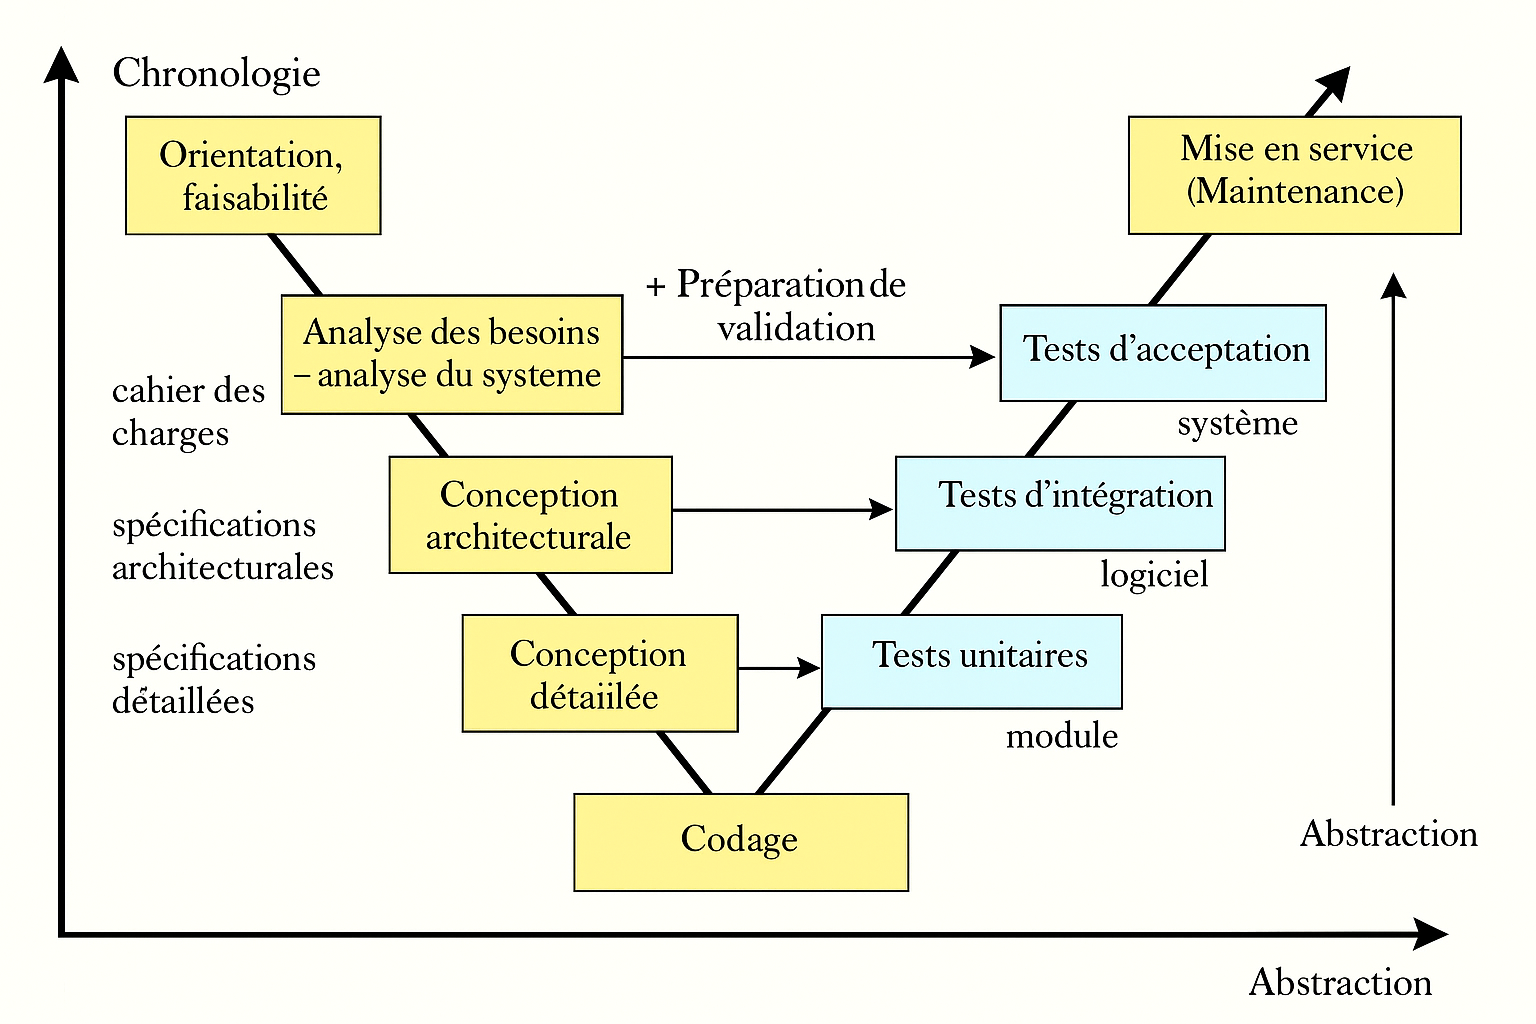 Chronologie
Orientation,
faisabilité
Mise en service
(Maintenance)
+ Préparation de
validation
Analyse des besoins
– analyse du systeme
Tests d'acceptation
système
cahier des
charges
Conception
architecturale
Tests d'intégration
logiciel
spécifications
architecturales
Conception
détaiilée
Tests unitaires
module
spécifications
détaillées
Codage
Abstraction
Abstraction